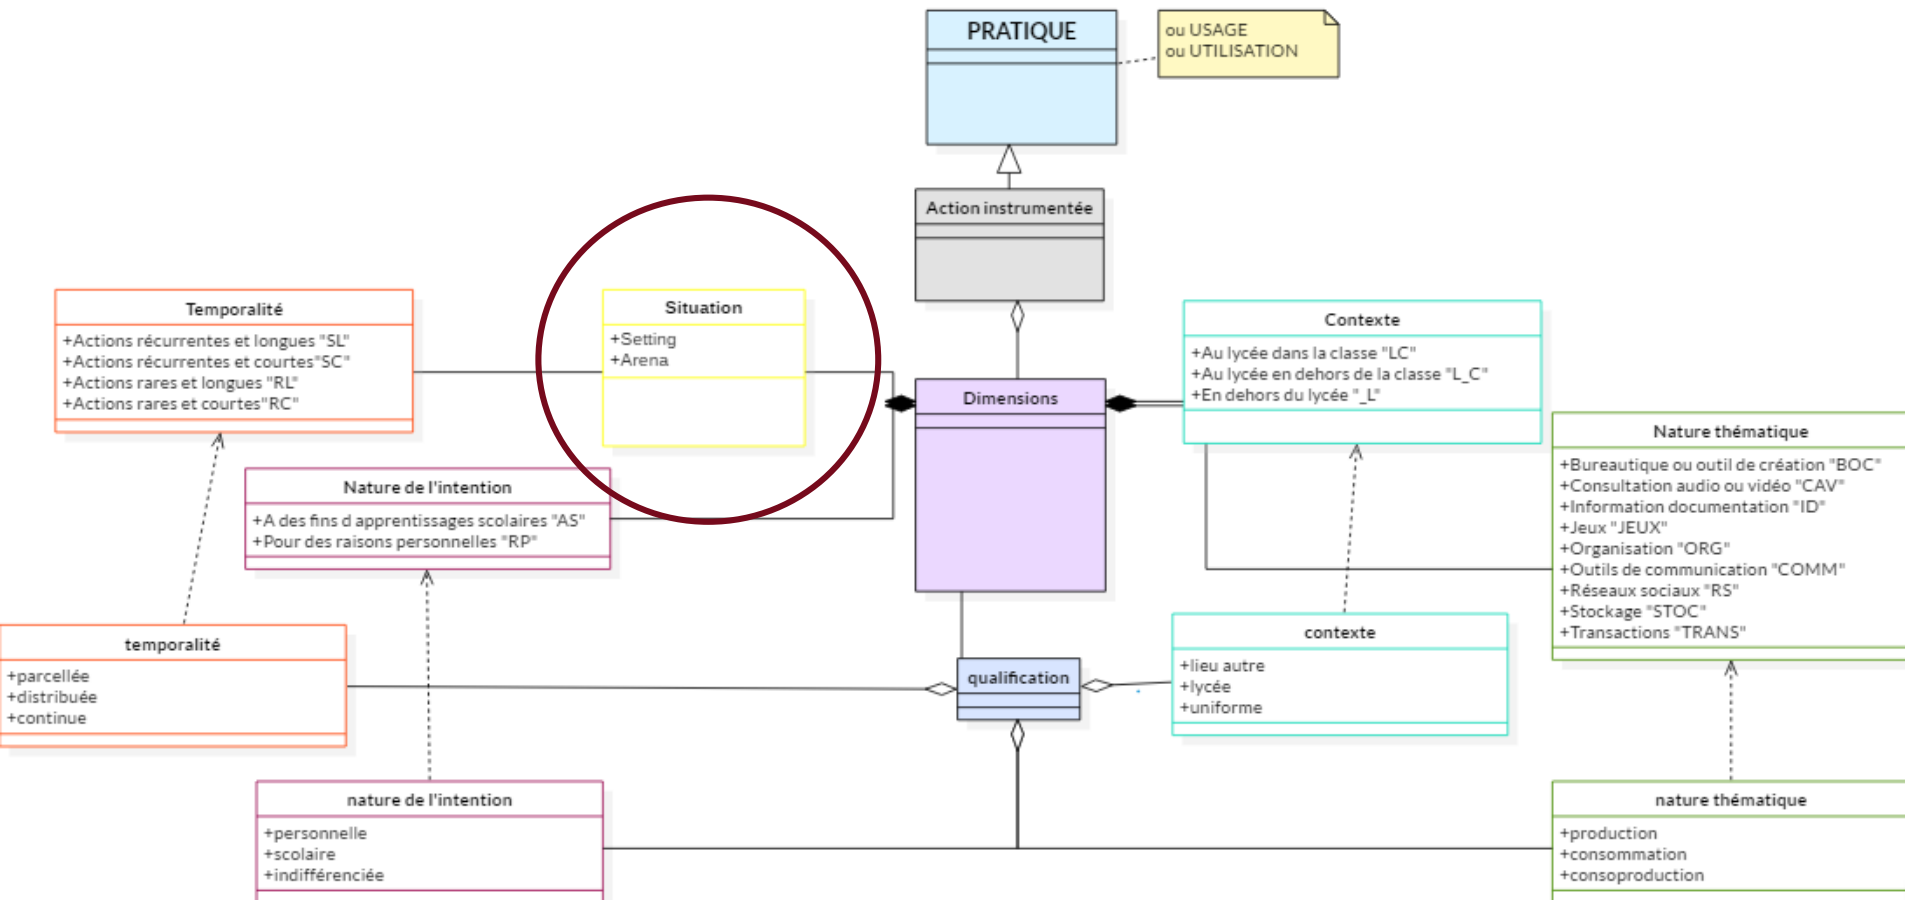 PRATIQUE
ou USAGE
ou UTILISATION
Action instrumentée
Temporalité
+Actions récurrentes et longues "SL"
+Actions récurrentes et courtes"SC"
+Actions rares et longues "RL"
+Actions rares et courtes"RC"
Situation
+Setting
+Arena
Dimensions
Contexte
+Au lycée dans la classe "LC"
+Au lycée en dehors de la classe "L_C"
+En dehors du lycée "_L"
Nature thématique
+Bureautique ou outil de création "BOC"
+Consultation audio ou vidéo "CAV"
+Information documentation "ID"
+Jeux "JEUX"
+Organisation "ORG"
+Outils de communication "COMM"
+Réseaux sociaux "RS"
+Stockage "STOC"
+Transactions "TRANS"
Nature de l'intention
+A des fins d apprentissages scolaires "AS"
+Pour des raisons personnelles "RP"
temporalité
+parcellée
+distribuée
+continue
qualification
contexte
+lieu autre
+lycée
+uniforme
nature de l'intention
+personnelle
+scolaire
+indifférenciée
nature thématique
+production
+consommation
+consoproduction